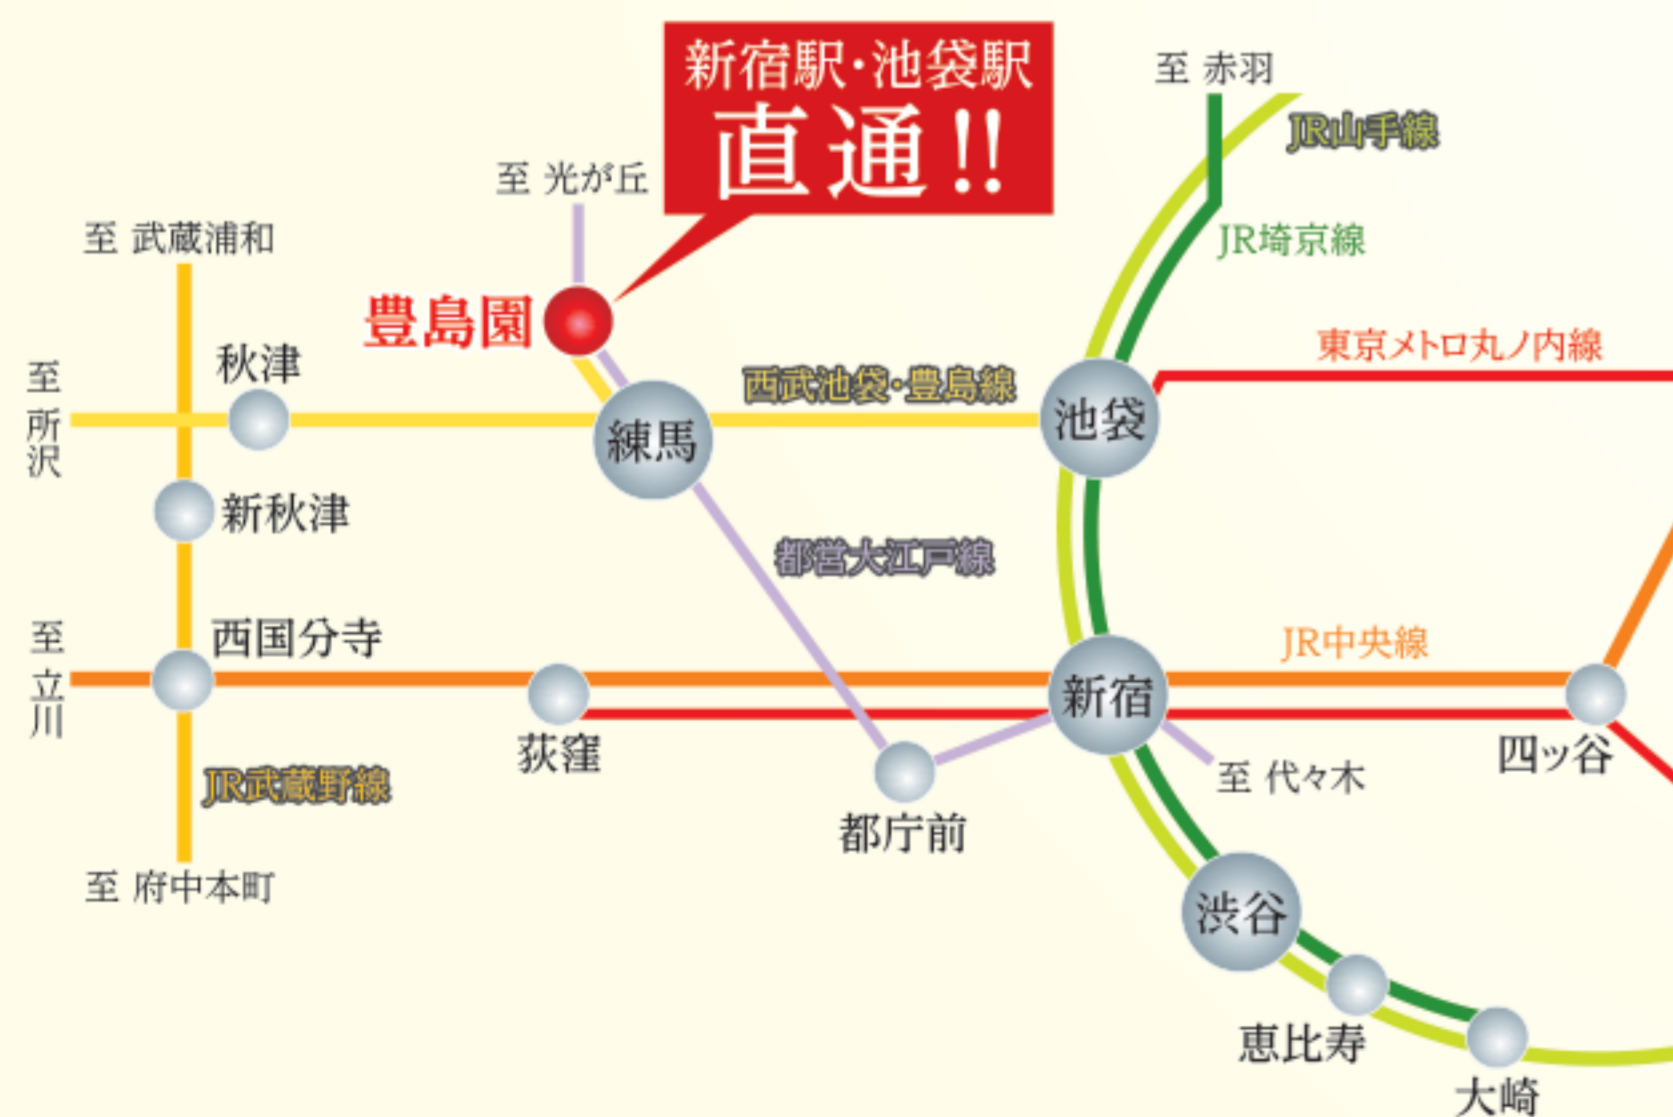 新宿駅・池袋駅
直通!!
至 赤羽
JR山手線
至 光が丘
至 武蔵浦和
JR埼京線
豊島園
秋津
東京メトロ丸ノ内線
至所沢
西武池袋・豊島線
池袋
練馬
新秋津
都営大江戸線
至立川
西国分寺
JR中央線
新宿
荻窪
四ッ谷
JR武蔵野線
至 代々木
都庁前
至 府中本町
渋谷
恵比寿
大崎